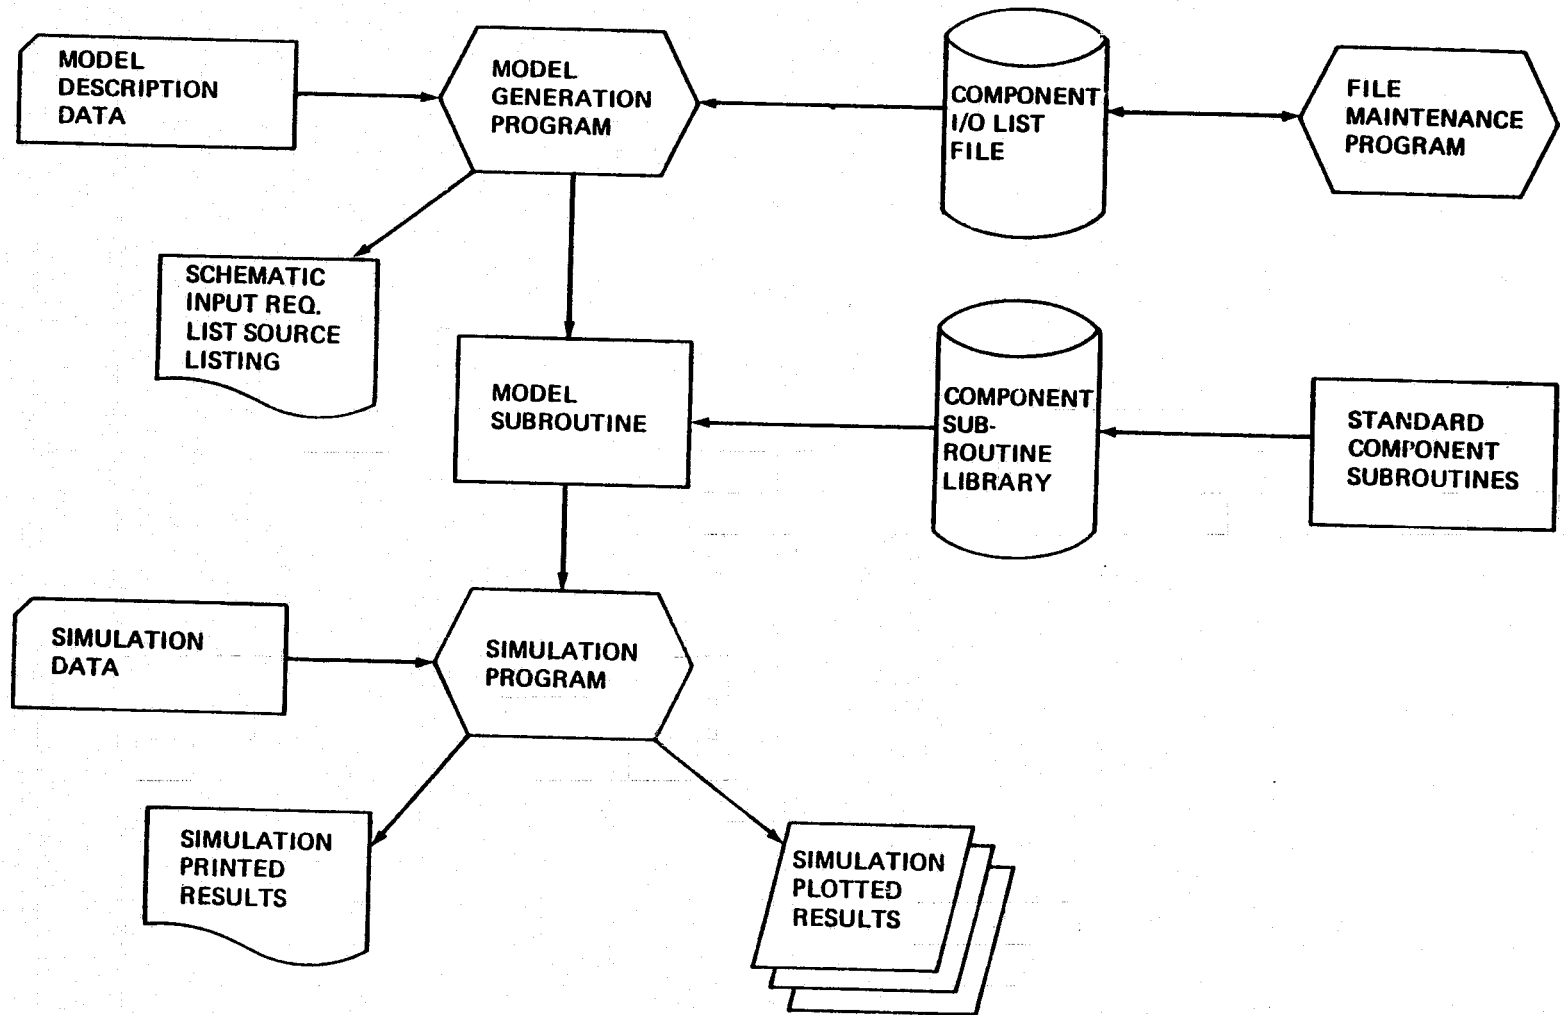 MODEL
DESCRIPTION
DATA
MODEL
GENERATION
PROGRAM
COMPONENT
I/O LIST
FILE
FILE
MAINTENANCE
PROGRAM
SCHEMATIC
INPUT REQ.
LIST SOURCE
LISTING
MODEL
SUBROUTINE
COMPONENT
SUB-
ROUTINE
LIBRARY
STANDARD
COMPONENT
SUBROUTINES
SIMULATION
DATA
SIMULATION
PROGRAM
SIMULATION
PRINTED
RESULTS
SIMULATION
PLOTTED
RESULTS